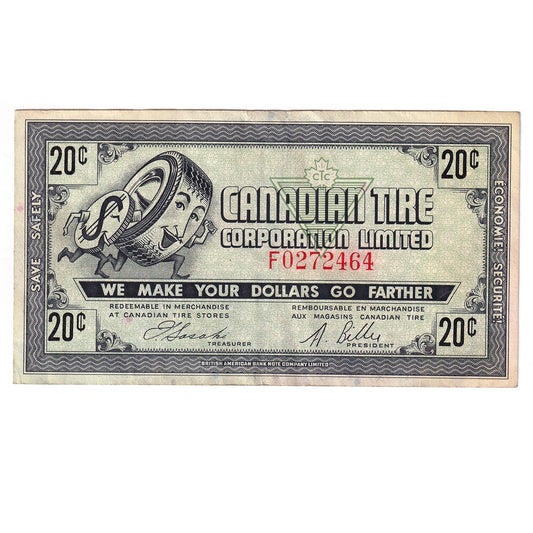 20¢
20¢
CTC
CANADIAN TIRE
CORPORATION LIMITED
F0272464
$
WE MAKE YOUR DOLLARS GO FARTHER
REDEEMABLE IN MERCHANDISE
AT CANADIAN TIRE STORES
REMBOURSABLE EN MARCHANDISE
AUX MAGASINS CANADIAN TIRE
20¢
20¢
TREASURER
A. Billes
PRESIDENT
BRITISH AMERICAN BANK NOTE COMPANY LIMITED
SAVE SAFELY
ECONOMIE! SÉCURITÉ!